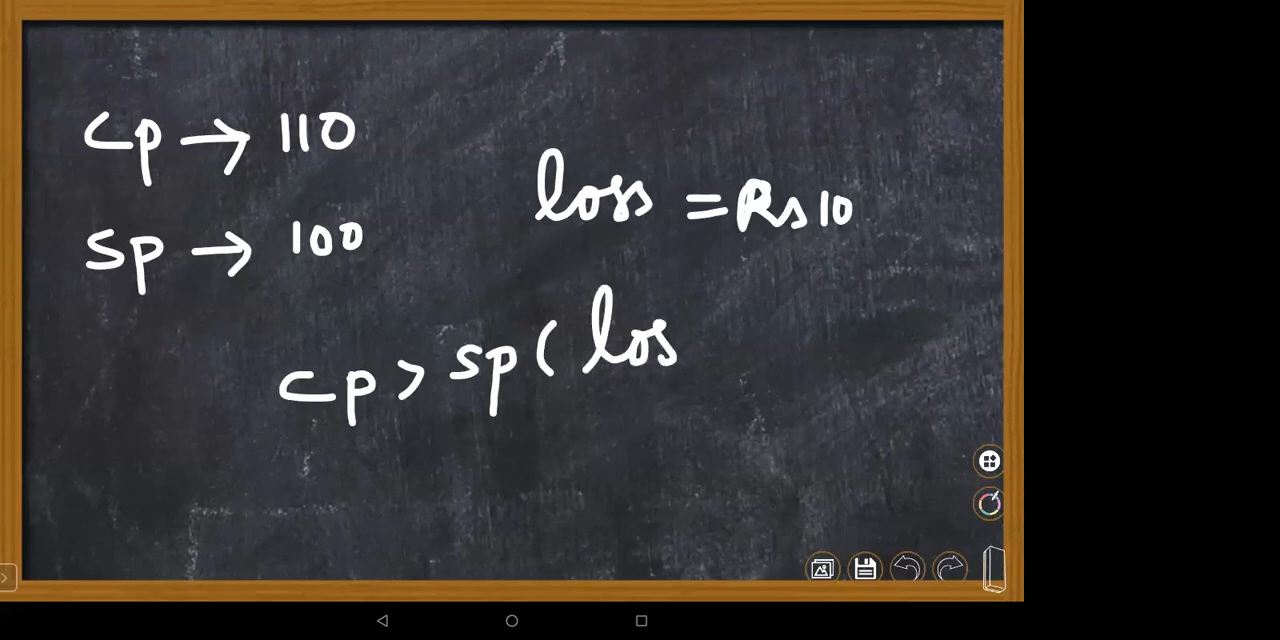 Cp → 110
loss = Rs 10
Sp → 100
Cp > Sp ( los